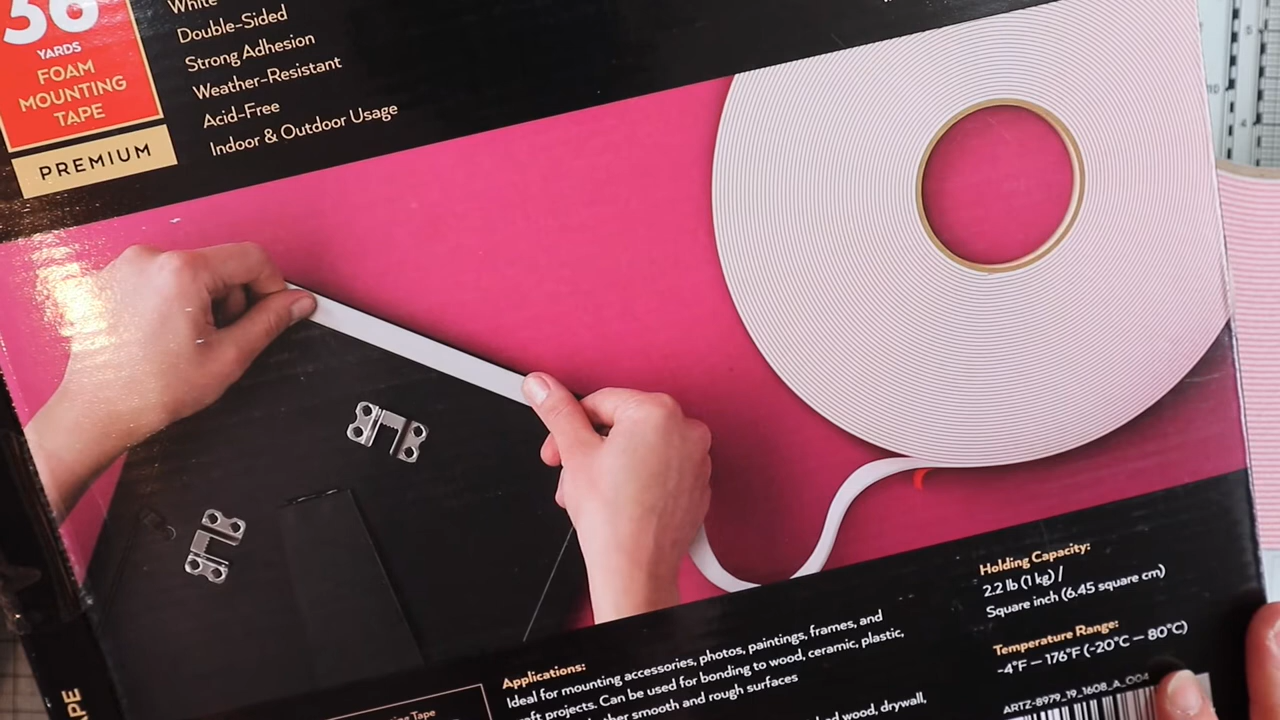 36
YARDS
FOAM
MOUNTING
TAPE
PREMIUM
White
Double-Sided
Strong Adhesion
Weather-Resistant
Acid-Free
Indoor & Outdoor Usage
Holding Capacity:
2.2 lb (1 kg) /
Square inch (6.45 square cm)
Temperature Range:
-4°F — 176°F (-20°C — 80°C)
ARTZ-8979_19_1608_A_004
Applications:
Ideal for mounting accessories, photos, paintings, frames, and
projects. Can be used for bonding to wood, ceramic, plastic,
smooth and rough surfaces
wood, drywall,
Tape